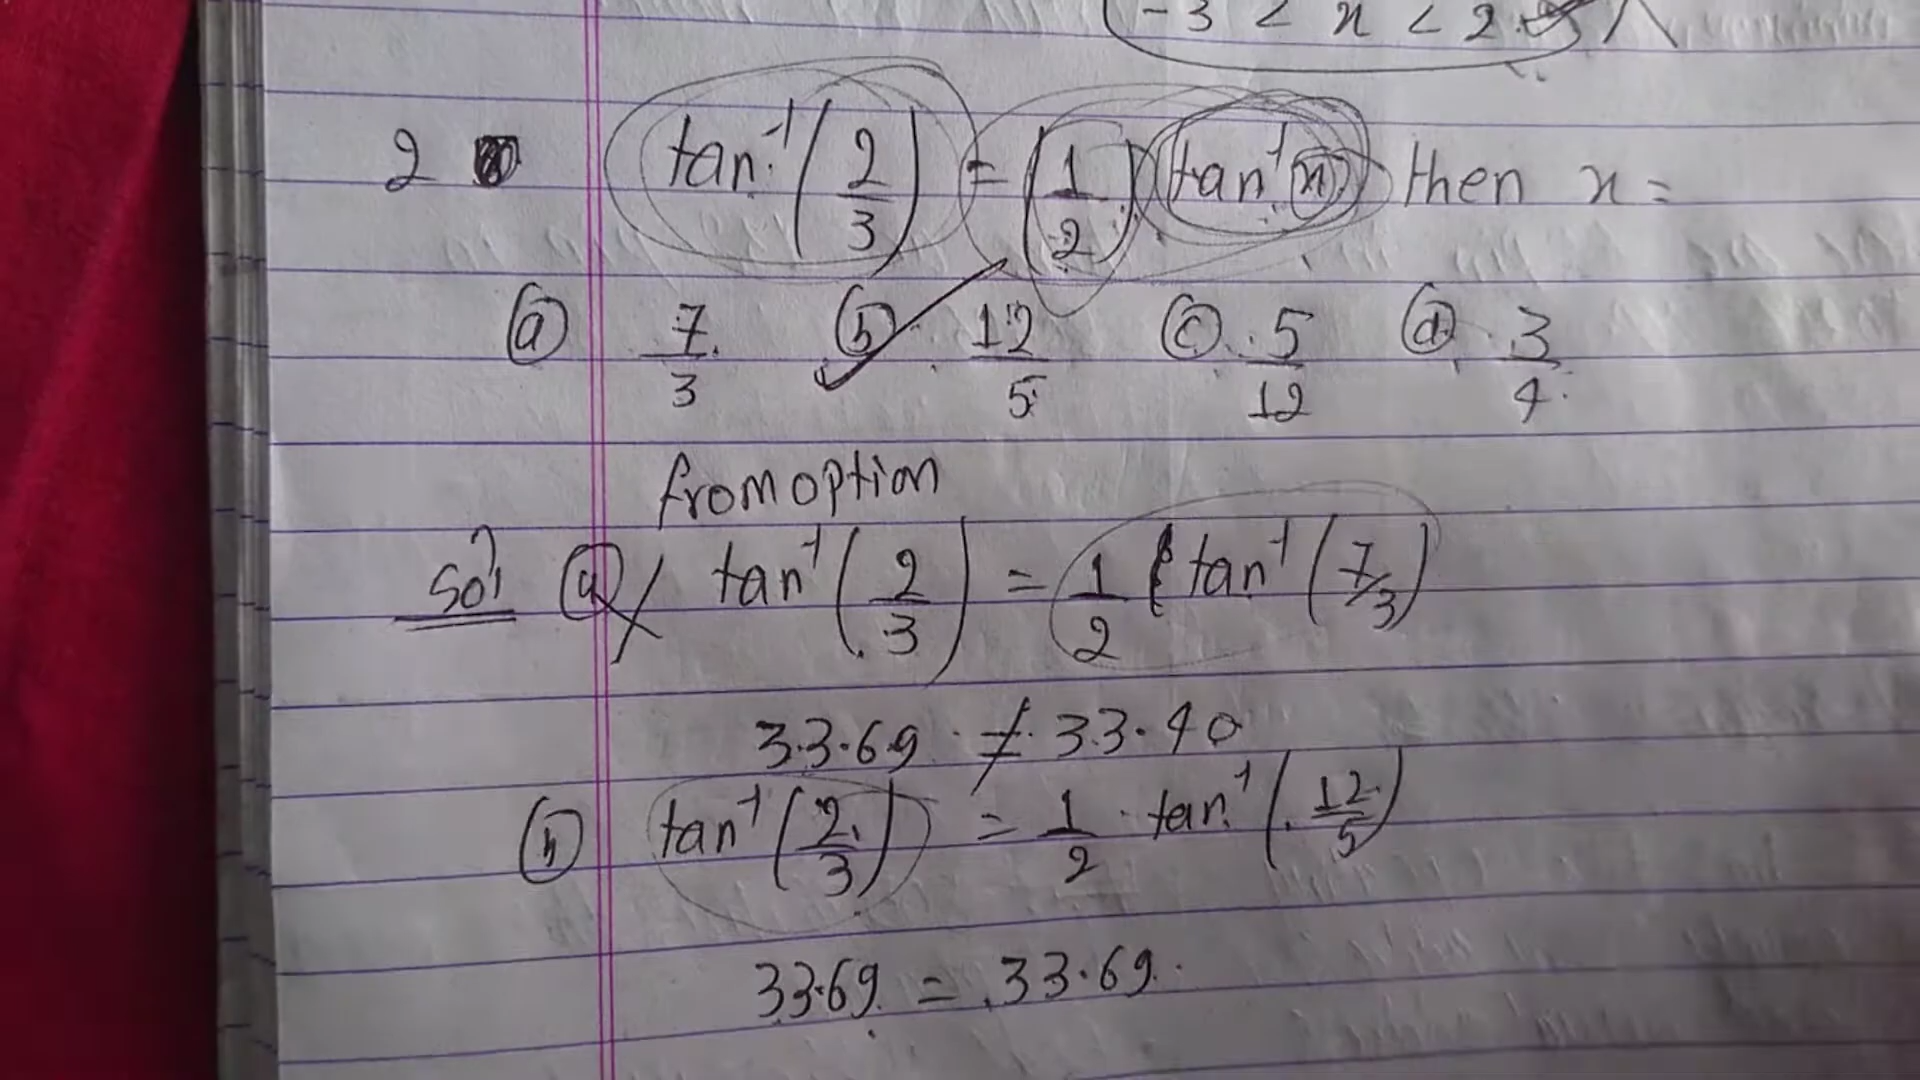 -3 < x < 2
2 tan⁻¹(2/3) = (1/2) tan⁻¹(x) then x =
(a) 7/3 (b) 12/5 (c) 5/12 (d) 3/4
from option
Sol (a) tan⁻¹(2/3) = 1/2 tan⁻¹(7/3)
33.69 ≠ 33.40
(b) tan⁻¹(2/3) = 1/2 · tan⁻¹(12/5)
33.69 = 33.69